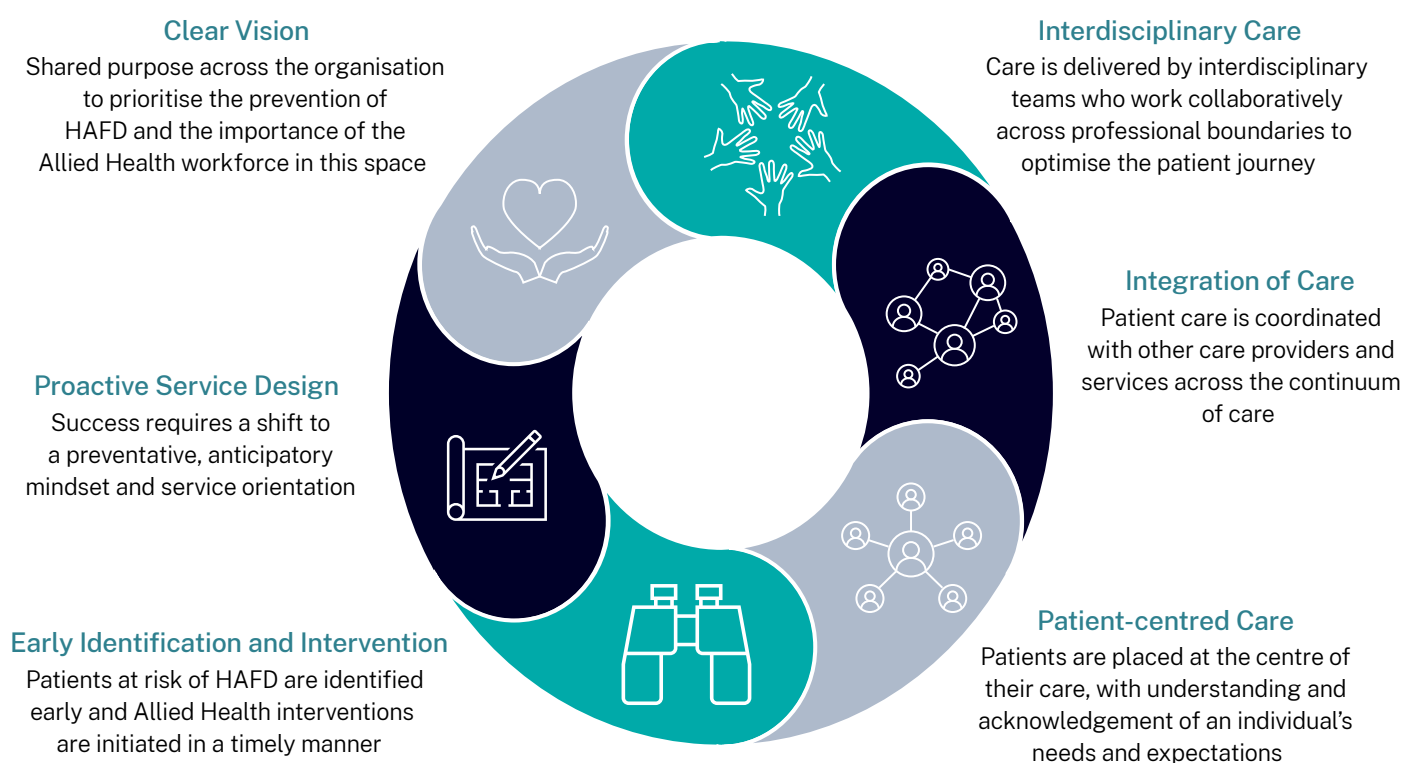 Clear Vision
Shared purpose across the organisation
to prioritise the prevention of
HAFD and the importance of the
Allied Health workforce in this space
Interdisciplinary Care
Care is delivered by interdisciplinary
teams who work collaboratively
across professional boundaries to
optimise the patient journey
Integration of Care
Patient care is coordinated
with other care providers and
services across the continuum
of care
Proactive Service Design
Success requires a shift to
a preventative, anticipatory
mindset and service orientation
Early Identification and Intervention
Patients at risk of HAFD are identified
early and Allied Health interventions
are initiated in a timely manner
Patient-centred Care
Patients are placed at the centre of
their care, with understanding and
acknowledgement of an individual’s
needs and expectations